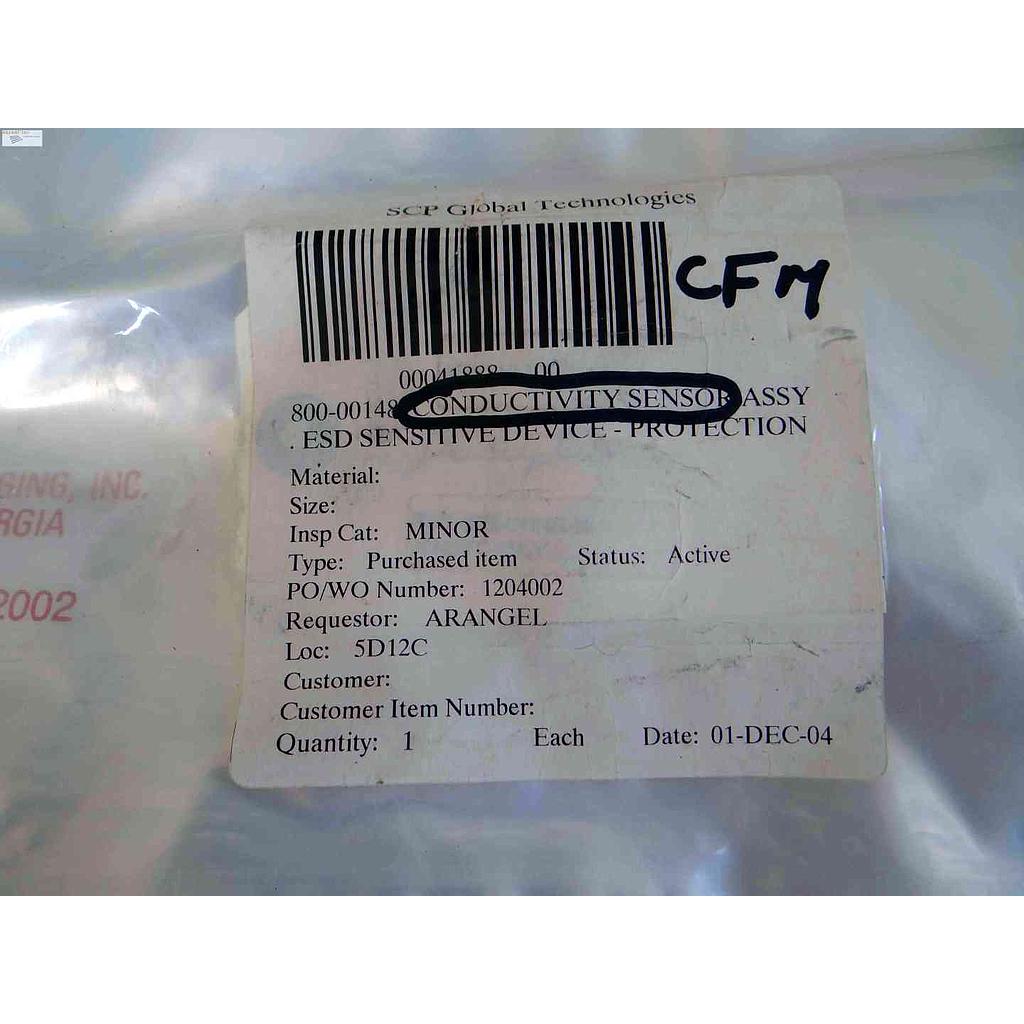 SCP Global Technologies
CFM
00041888 00
800-00148 CONDUCTIVITY SENSOR ASSY
. ESD SENSITIVE DEVICE - PROTECTION
Material:
Size:
Insp Cat: MINOR
Type: Purchased item Status: Active
PO/WO Number: 1204002
Requestor: ARANGEL
Loc: 5D12C
Customer:
Customer Item Number:
Quantity: 1 Each Date: 01-DEC-04
GING, INC.
RGIA
2002